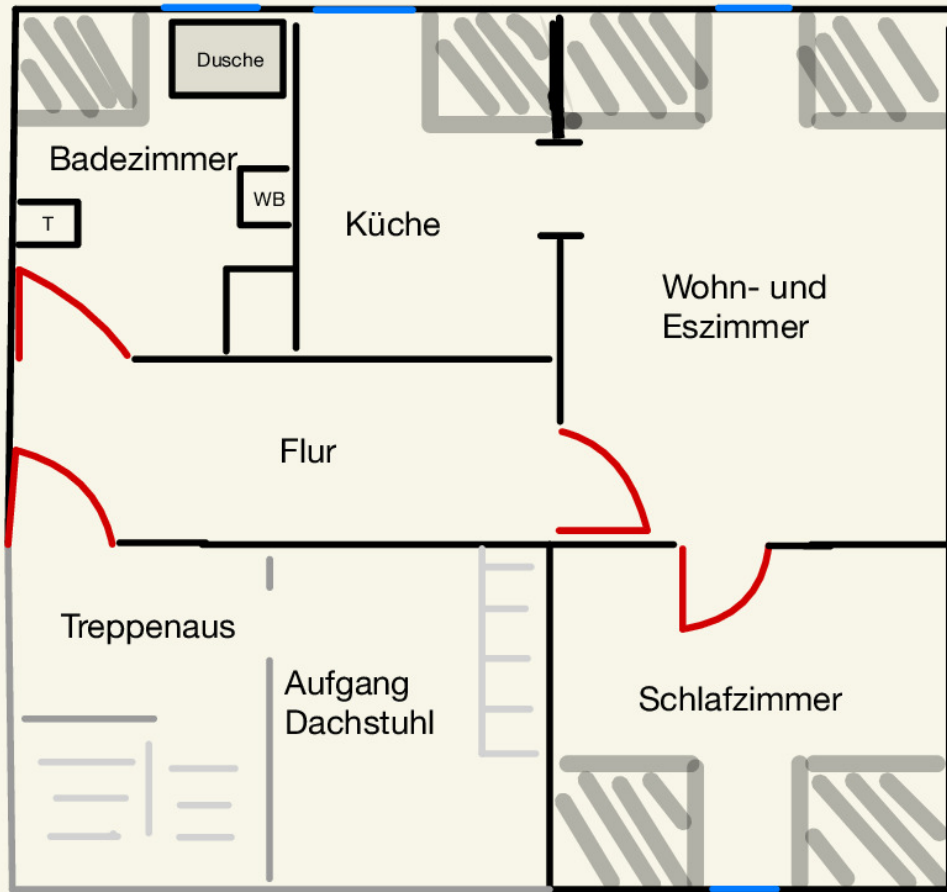 Dusche
Badezimmer
WB
T
Küche
Wohn- und
Eszimmer
Flur
Treppenaus
Aufgang
Dachstuhl
Schlafzimmer